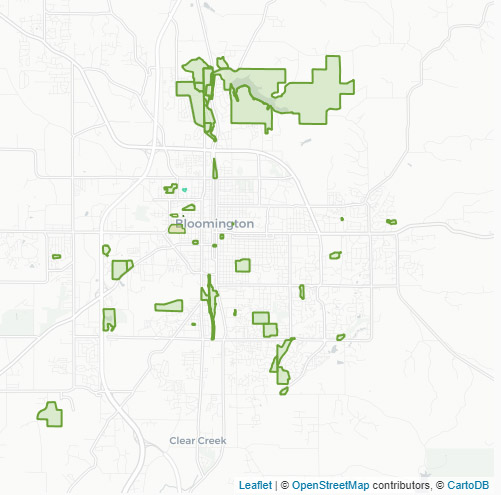 Bloomington
Clear Creek
Leaflet | © OpenStreetMap contributors, © CartoDB